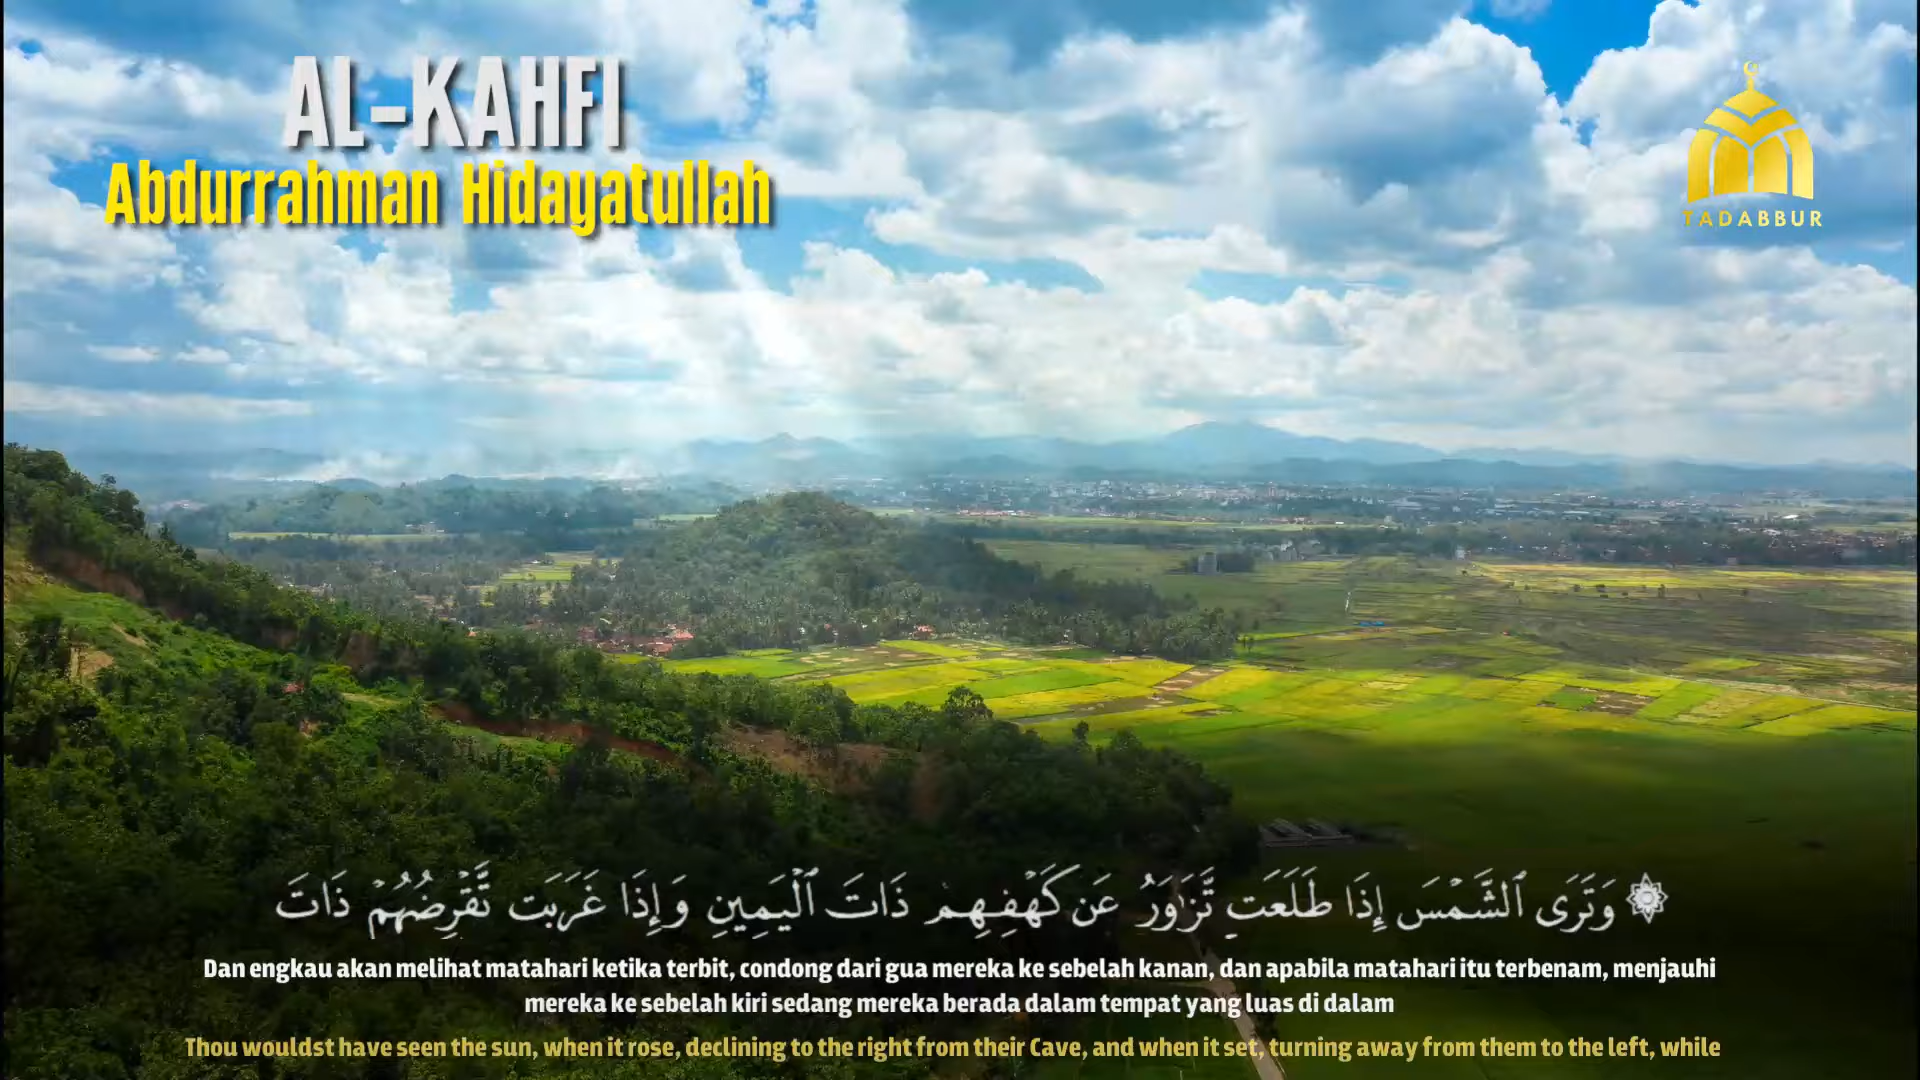 AL-KAHFI
Abdurrahman Hidayatullah
TADABBUR
۞ وَتَرَى ٱلشَّمْسَ إِذَا طَلَعَت تَّزَٰوَرُ عَن كَهْفِهِمْ ذَاتَ ٱلْيَمِينِ وَإِذَا غَرَبَت تَّقْرِضُهُمْ ذَاتَ
Dan engkau akan melihat matahari ketika terbit, condong dari gua mereka ke sebelah kanan, dan apabila matahari itu terbenam, menjauhi
mereka ke sebelah kiri sedang mereka berada dalam tempat yang luas di dalam
Thou wouldst have seen the sun, when it rose, declining to the right from their Cave, and when it set, turning away from them to the left, while